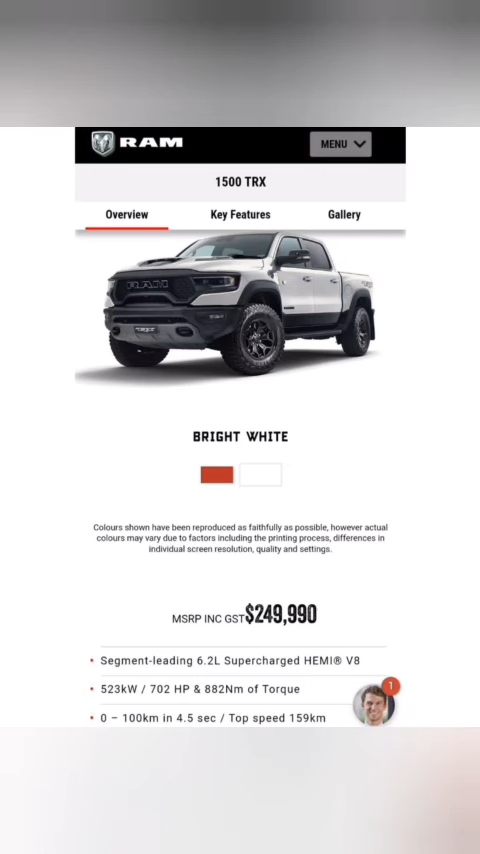 RAM
MENU
1500 TRX
Overview Key Features Gallery
RAM
BRIGHT WHITE
Colours shown have been reproduced as faithfully as possible, however actual
colours may vary due to factors including the printing process, differences in
individual screen resolution, quality and settings.
MSRP INC GST$249,990
• Segment-leading 6.2L Supercharged HEMI® V8
• 523kW / 702 HP & 882Nm of Torque
1
• 0 – 100km in 4.5 sec / Top speed 159km